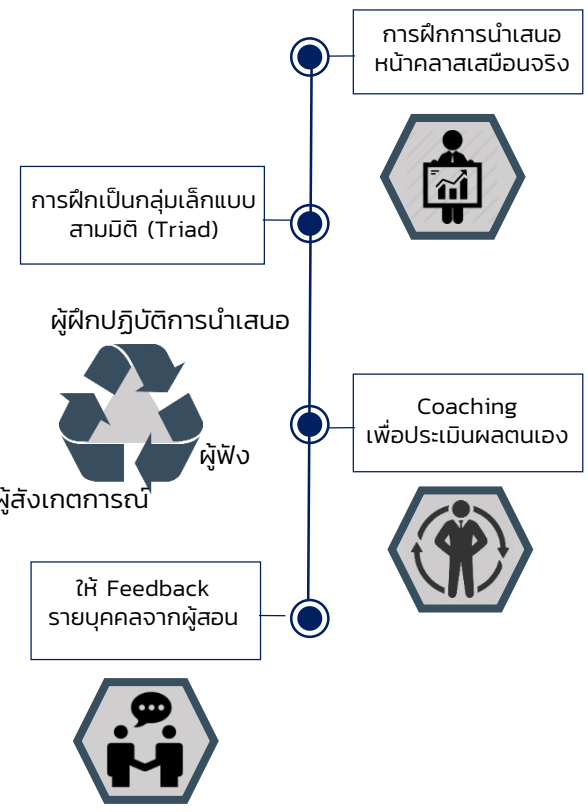 การฝึกการนำเสนอ
หน้าคลาสเสมือนจริง
การฝึกเป็นกลุ่มเล็กแบบ
สามมิติ (Triad)
ผู้ฝึกปฏิบัติการนำเสนอ
ผู้ฟัง
ผู้สังเกตการณ์
Coaching
เพื่อประเมินผลตนเอง
ให้ Feedback
รายบุคคลจากผู้สอน